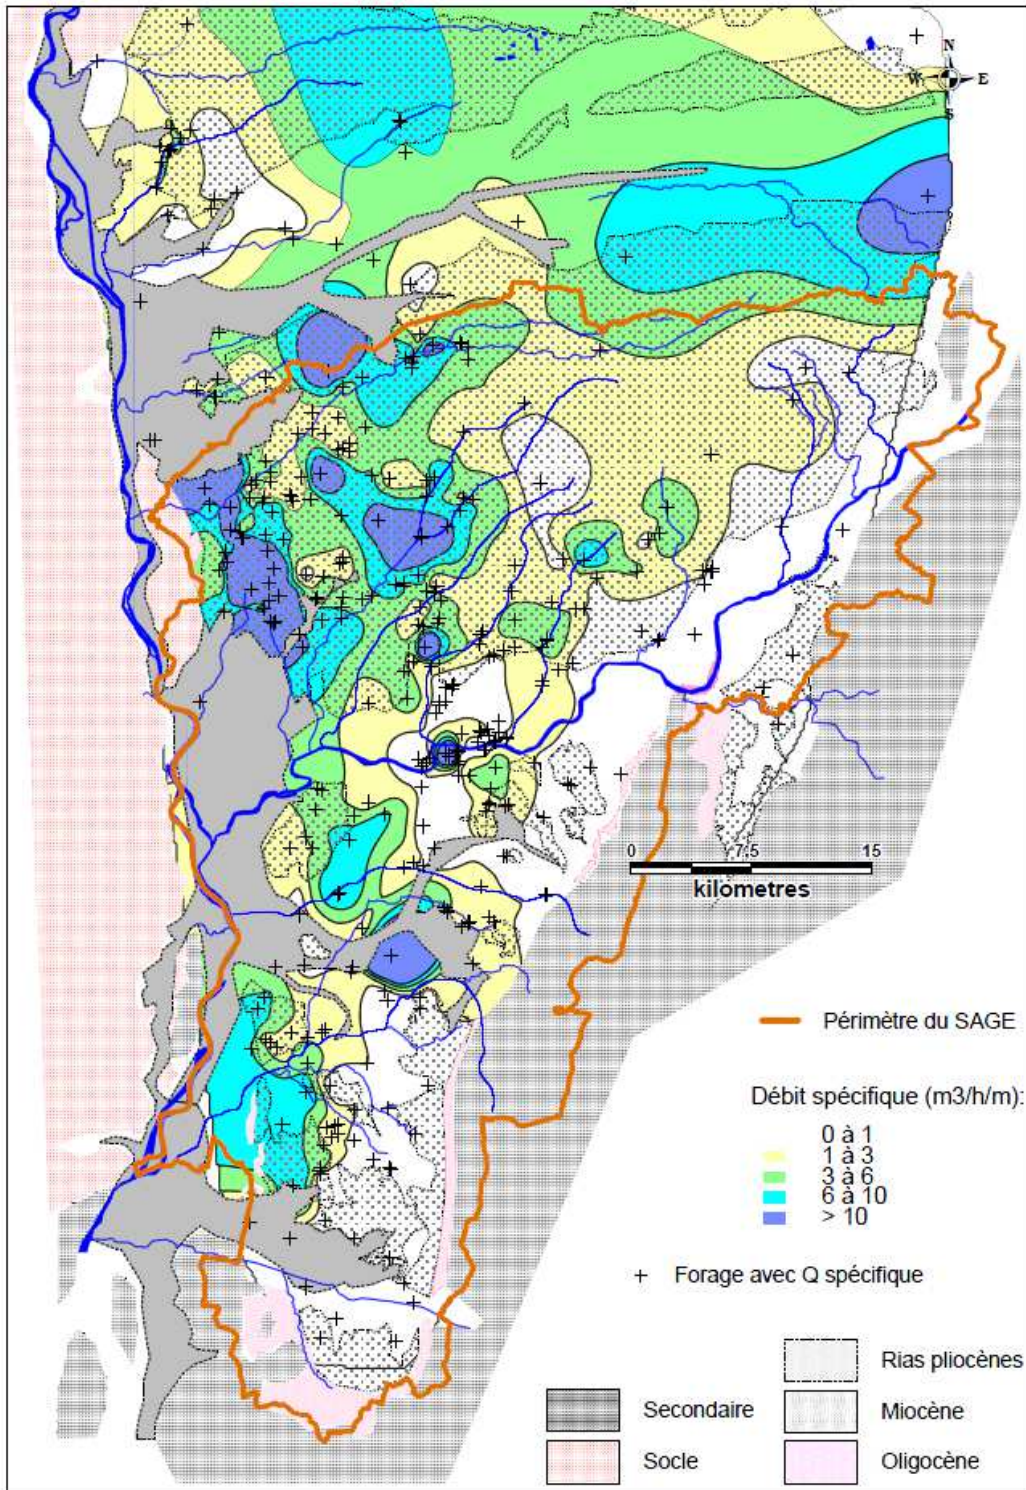 N
W E
S
0 7,5 15
kilometres
Périmètre du SAGE
Débit spécifique (m3/h/m):
0 à 1
1 à 3
3 à 6
6 à 10
> 10
+ Forage avec Q spécifique
Rias pliocènes
Secondaire Miocène
Socle Oligocène